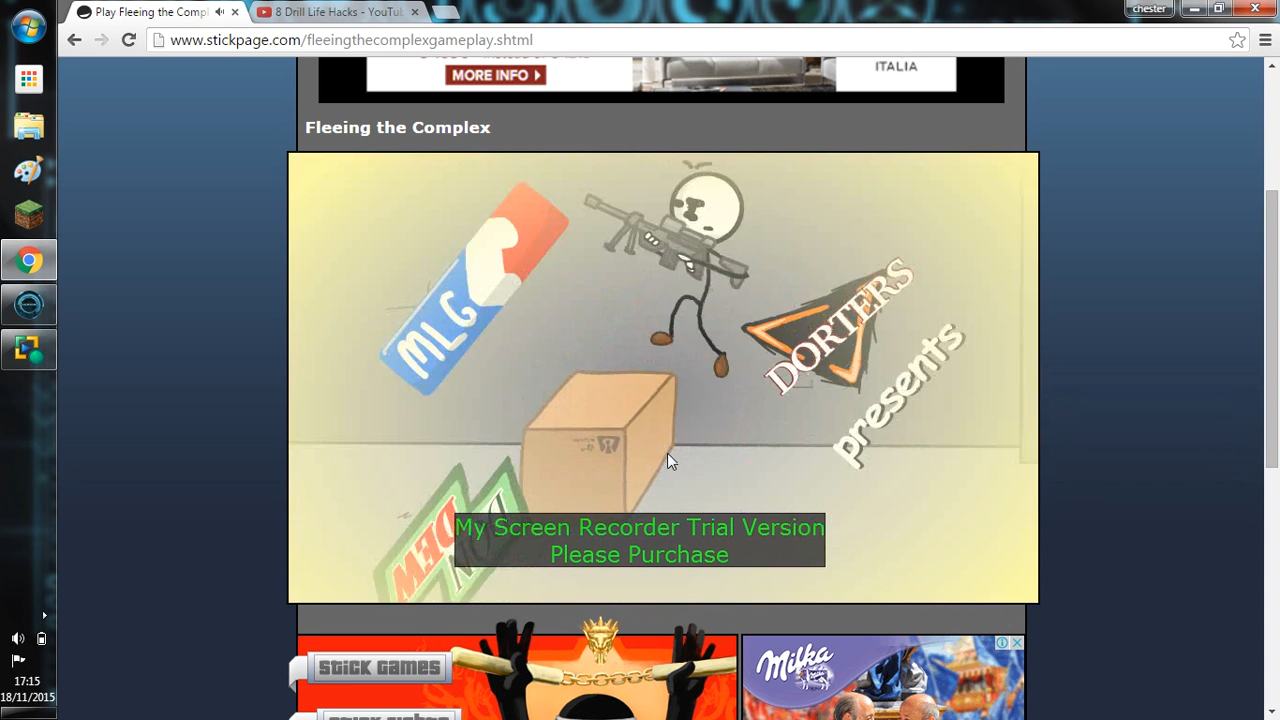 Play Fleeing the Compl
8 Drill Life Hacks - YouTub
chester
www.stickpage.com/fleeingthecomplexgameplay.shtml
MORE INFO
ITALIA
Fleeing the Complex
MLG
DORTERS
presents
DEW
My Screen Recorder Trial Version
Please Purchase
STICK GAMES
Milka
17:15
18/11/2015